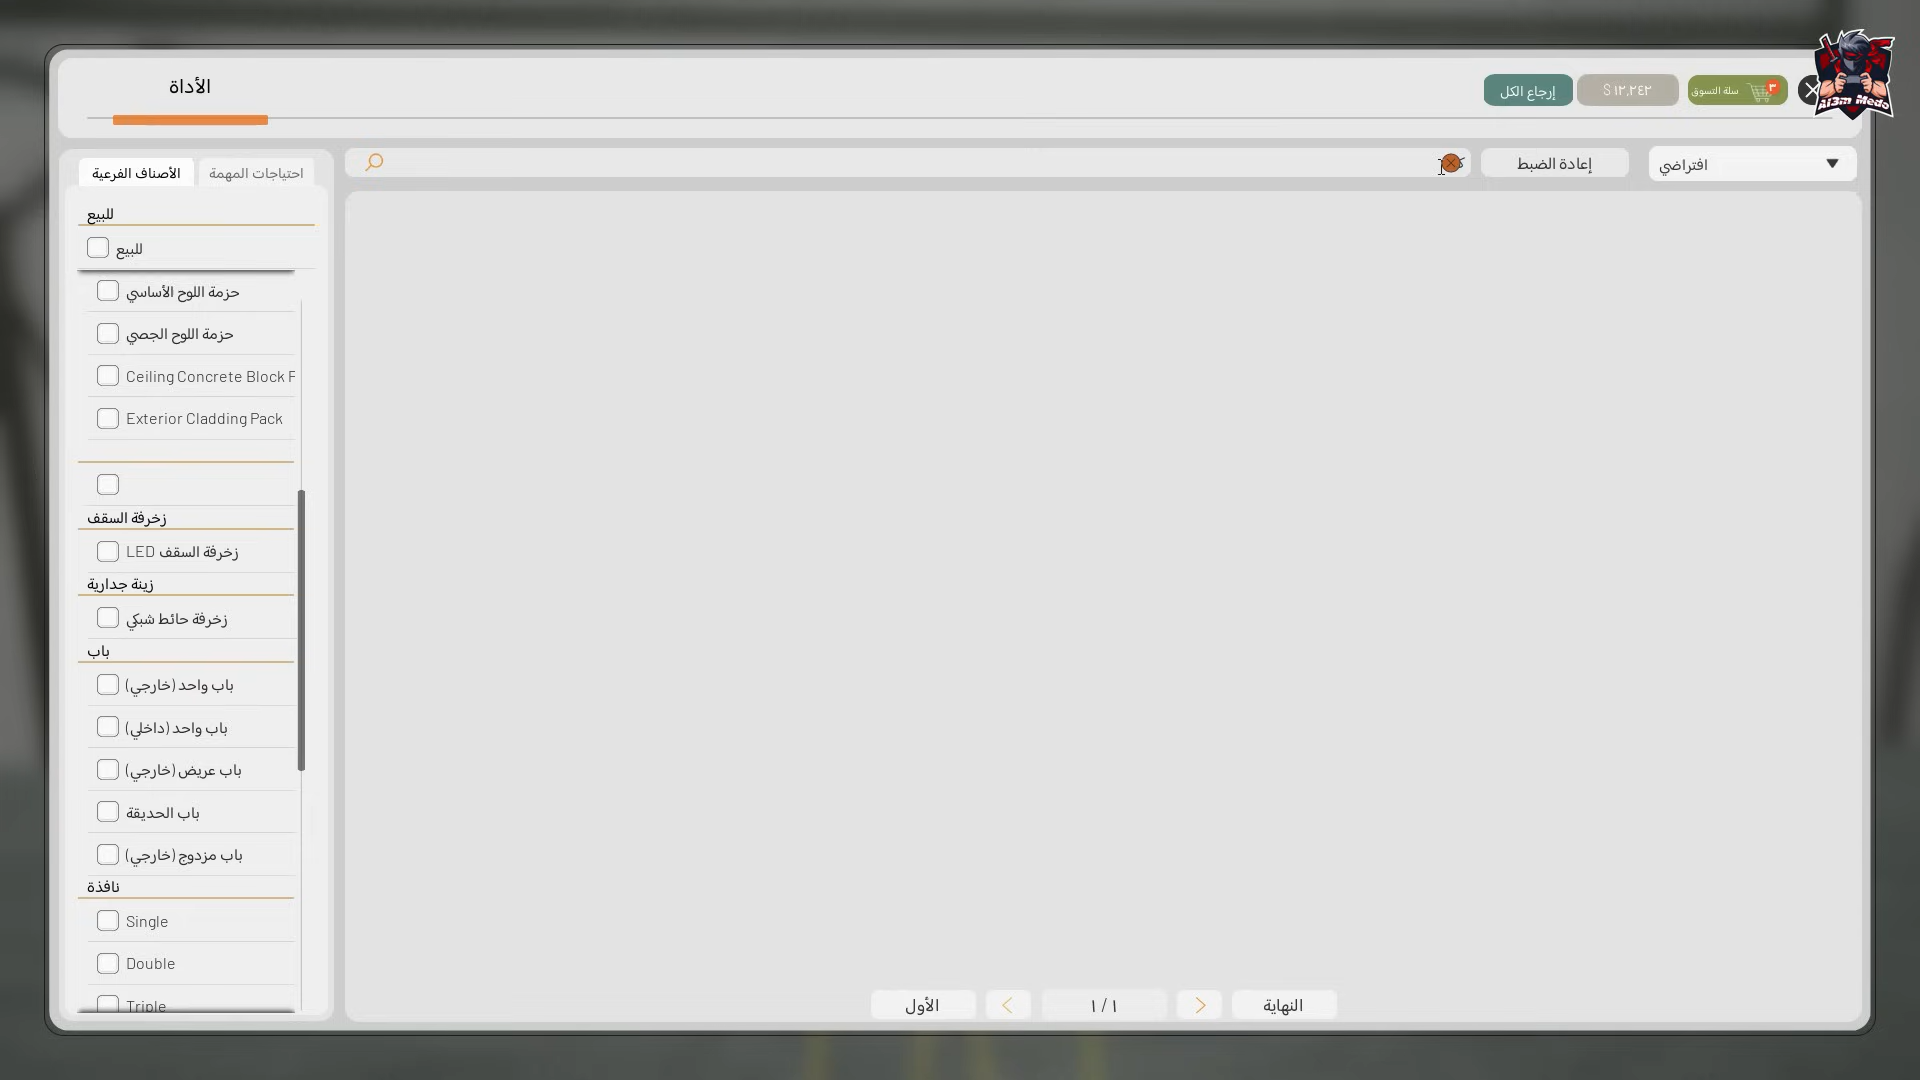 الأداة
إرجاع الكل
$ ١٢,٢٤٢
سلة التسوق
٣
Al3m Medo
الأصناف الفرعية
احتياجات المهمة
إعادة الضبط
افتراضي
للبيع
للبيع
حزمة اللوح الأساسي
حزمة اللوح الجصي
Ceiling Concrete Block F
Exterior Cladding Pack
زخرفة السقف
زخرفة السقف LED
زينة جدارية
زخرفة حائط شبكي
باب
باب واحد (خارجي)
باب واحد (داخلي)
باب عريض (خارجي)
باب الحديقة
باب مزدوج (خارجي)
نافذة
Single
Double
Triple
الأول
١ / ١
النهاية